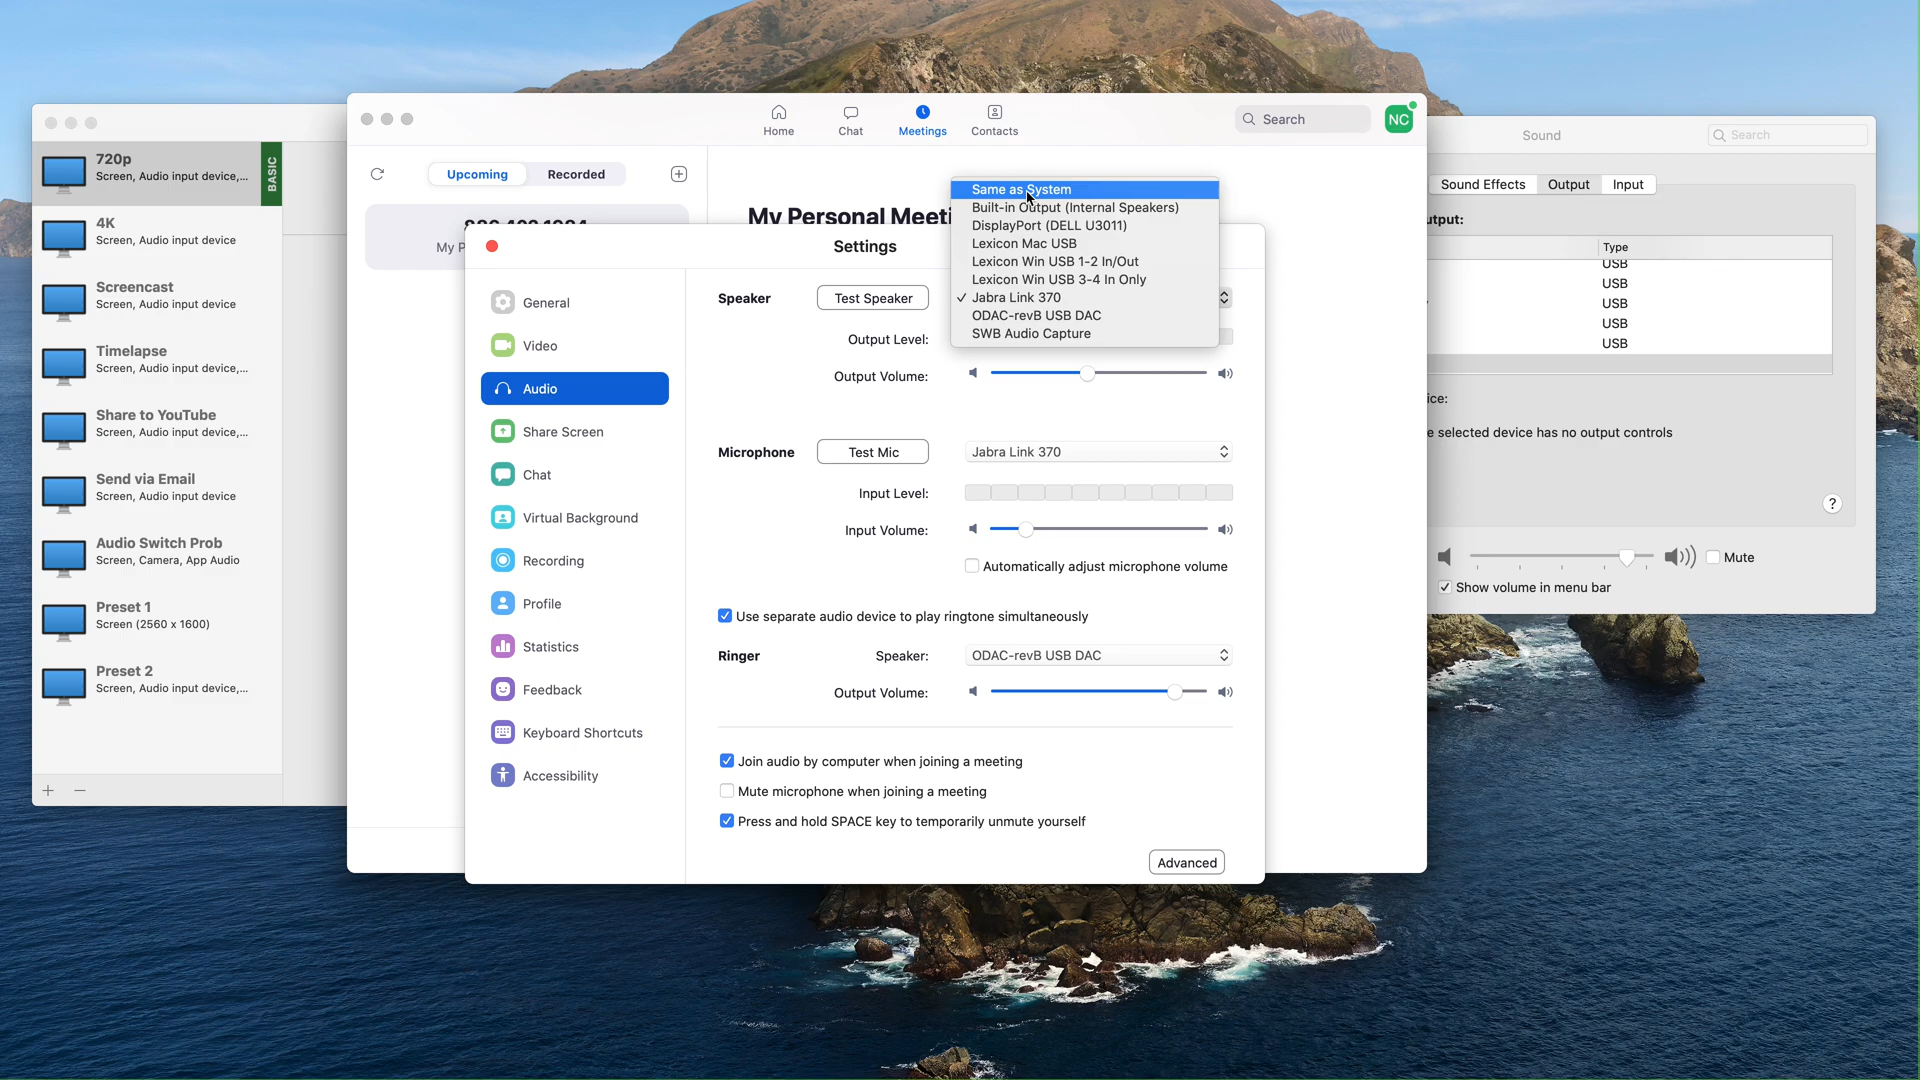 720p
Screen, Audio input device,...
BASIC
4K
Screen, Audio input device
Screencast
Screen, Audio input device
Timelapse
Screen, Audio input device,...
Share to YouTube
Screen, Audio input device,...
Send via Email
Screen, Audio input device
Audio Switch Prob
Screen, Camera, App Audio
Preset 1
Screen (2560 x 1600)
Preset 2
Screen, Audio input device,...
Home
Chat
Meetings
Contacts
Search
NC
Upcoming
Recorded
My P
My Personal Meeti
Settings
General
Video
Audio
Share Screen
Chat
Virtual Background
Recording
Profile
Statistics
Feedback
Keyboard Shortcuts
Accessibility
Speaker
Test Speaker
Same as System
Built-in Output (Internal Speakers)
DisplayPort (DELL U3011)
Lexicon Mac USB
Lexicon Win USB 1-2 In/Out
Lexicon Win USB 3-4 In Only
✓ Jabra Link 370
ODAC-revB USB DAC
SWB Audio Capture
Output Level:
Output Volume:
Microphone
Test Mic
Jabra Link 370
Input Level:
Input Volume:
Automatically adjust microphone volume
Use separate audio device to play ringtone simultaneously
Ringer
Speaker:
ODAC-revB USB DAC
Output Volume:
Join audio by computer when joining a meeting
Mute microphone when joining a meeting
Press and hold SPACE key to temporarily unmute yourself
Advanced
Sound
Search
Sound Effects
Output
Input
utput:
Type
USB
USB
USB
USB
USB
ice:
e selected device has no output controls
?
Mute
Show volume in menu bar